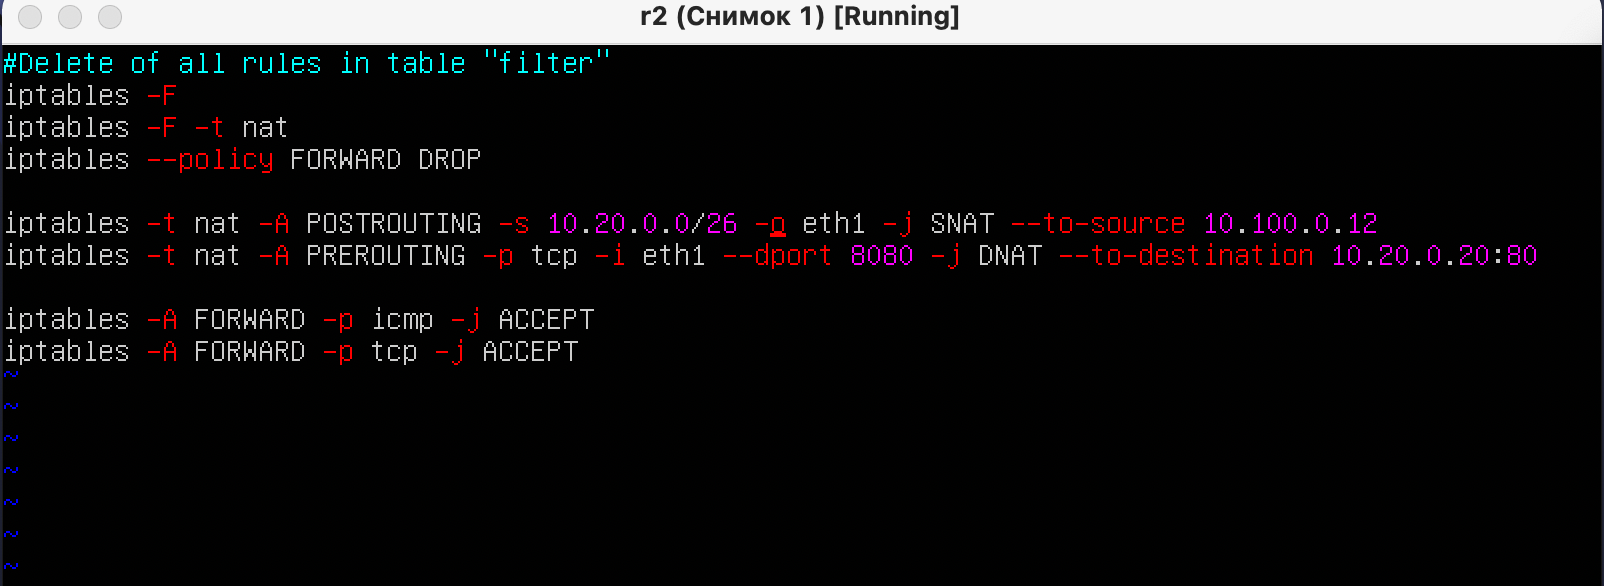 r2 (Снимок 1) [Running]
#Delete of all rules in table "filter"
iptables -F
iptables -F -t nat
iptables --policy FORWARD DROP
iptables -t nat -A POSTROUTING -s 10.20.0.0/26 -o eth1 -j SNAT --to-source 10.100.0.12
iptables -t nat -A PREROUTING -p tcp -i eth1 --dport 8080 -j DNAT --to-destination 10.20.0.20:80
iptables -A FORWARD -p icmp -j ACCEPT
iptables -A FORWARD -p tcp -j ACCEPT
~
~
~
~
~
~
~